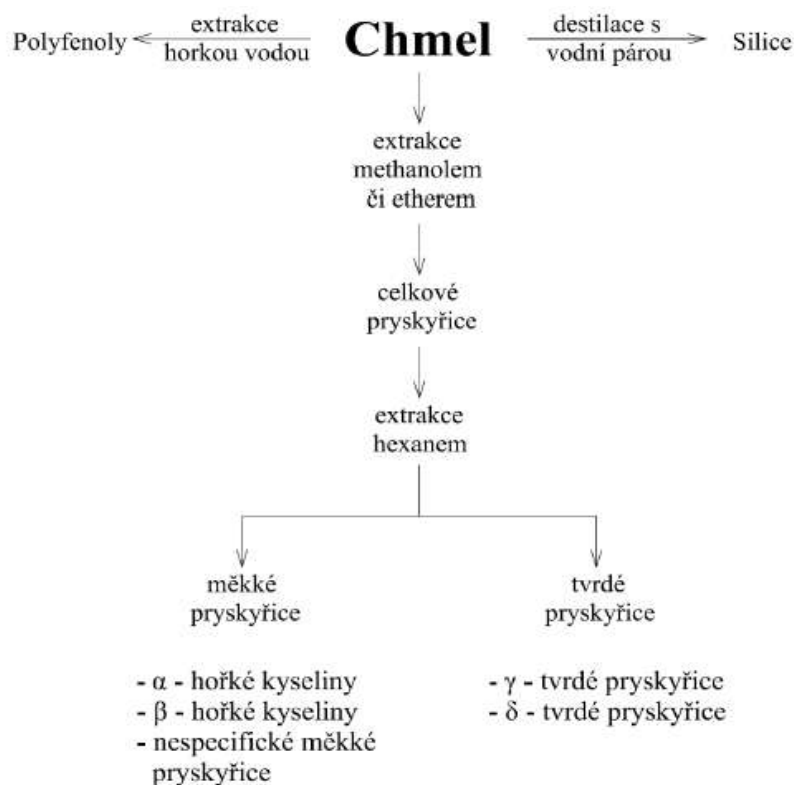 Polyfenoly
extrakce
horkou vodou
Chmel
destilace s
vodní párou
Silice
extrakce
methanolem
či etherem
celkové
pryskyřice
extrakce
hexanem
měkké
pryskyřice
tvrdé
pryskyřice
- α - hořké kyseliny
- β - hořké kyseliny
- nespecifické měkké
pryskyřice
- γ - tvrdé pryskyřice
- δ - tvrdé pryskyřice